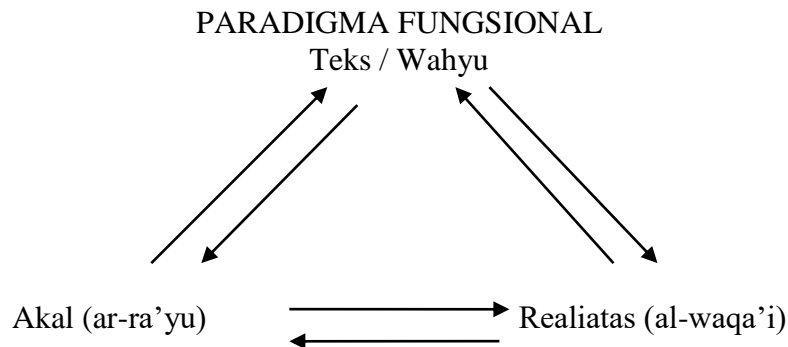 PARADIGMA FUNGSIONAL
Teks / Wahyu
Akal (ar-ra’yu)
Realiatas (al-waqa’i)